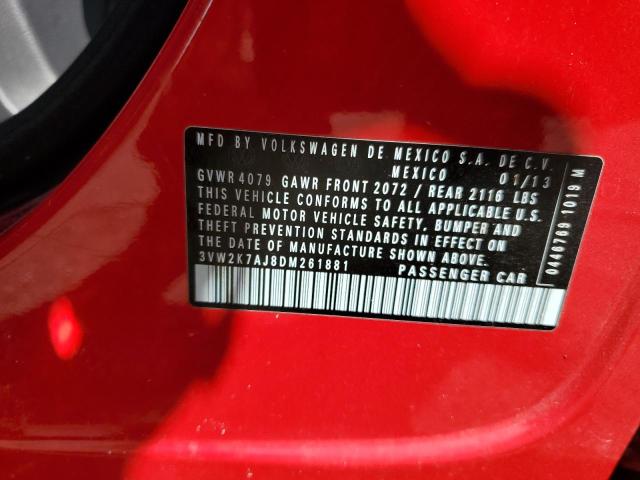 MFD BY VOLKSWAGEN DE MEXICO S.A. DE C.V.
MEXICO 01/13
GVWR 4079 GAWR FRONT 2072 / REAR 2116 LBS
THIS VEHICLE CONFORMS TO ALL APPLICABLE U.S.
FEDERAL MOTOR VEHICLE SAFETY, BUMPER AND
THEFT PREVENTION STANDARDS IN EFFECT ON
THE DATE OF MANUFACTURE SHOWN ABOVE.
3VW2K7AJ8DM261881 PASSENGER CAR
0446769 1019 M